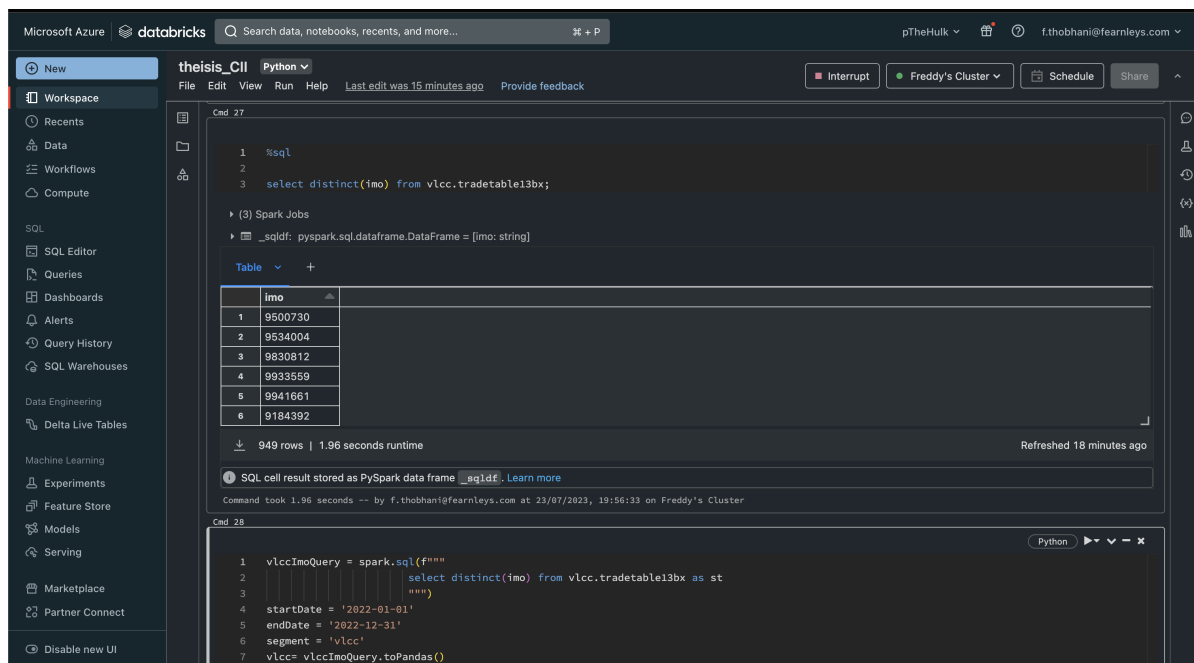 Microsoft Azure databricks Search data, notebooks, recents, and more... ⌘ + P pTheHulk f.thobhani@fearnleys.com
New
Workspace
Recents
Data
Workflows
Compute
SQL
SQL Editor
Queries
Dashboards
Alerts
Query History
SQL Warehouses
Data Engineering
Delta Live Tables
Machine Learning
Experiments
Feature Store
Models
Serving
Marketplace
Partner Connect
Disable new UI
theisis_CII Python
File Edit View Run Help Last edit was 15 minutes ago Provide feedback
Interrupt Freddy's Cluster Schedule Share
Cmd 27
1 %sql
2
3 select distinct(imo) from vlcc.tradetable13bx;
(3) Spark Jobs
_sqldf: pyspark.sql.dataframe.DataFrame = [imo: string]
Table +
imo
1 9500730
2 9534004
3 9830812
4 9933559
5 9941661
6 9184392
949 rows | 1.96 seconds runtime Refreshed 18 minutes ago
SQL cell result stored as PySpark data frame _sqldf. Learn more
Command took 1.96 seconds -- by f.thobhani@fearnleys.com at 23/07/2023, 19:56:33 on Freddy's Cluster
Cmd 28
Python
1 vlccImoQuery = spark.sql(f"""
2 select distinct(imo) from vlcc.tradetable13bx as st
3 """)
4 startDate = '2022-01-01'
5 endDate = '2022-12-31'
6 segment = 'vlcc'
7 vlcc= vlccImoQuery.toPandas()